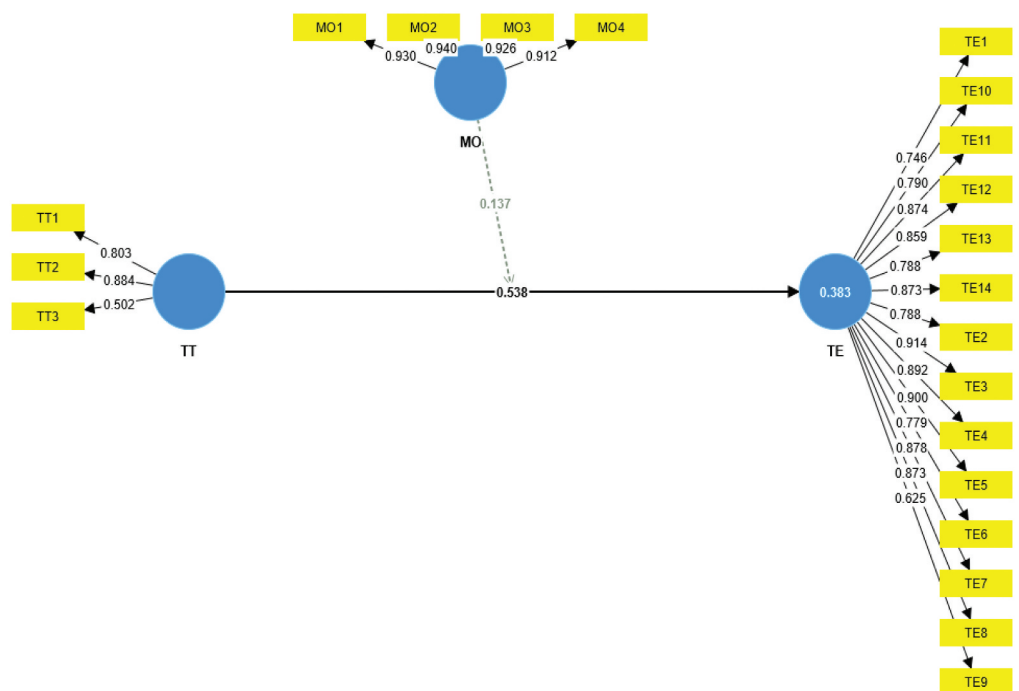 MO1 MO2 MO3 MO4
0.930 0.940 0.926 0.912
MO
0.137
TT1
TT2
TT3
0.803
0.884
0.502
TT
0.538
0.383
TE
0.746
0.790
0.874
0.859
0.788
0.873
0.788
0.914
0.892
0.900
0.779
0.878
0.873
0.625
TE1
TE10
TE11
TE12
TE13
TE14
TE2
TE3
TE4
TE5
TE6
TE7
TE8
TE9